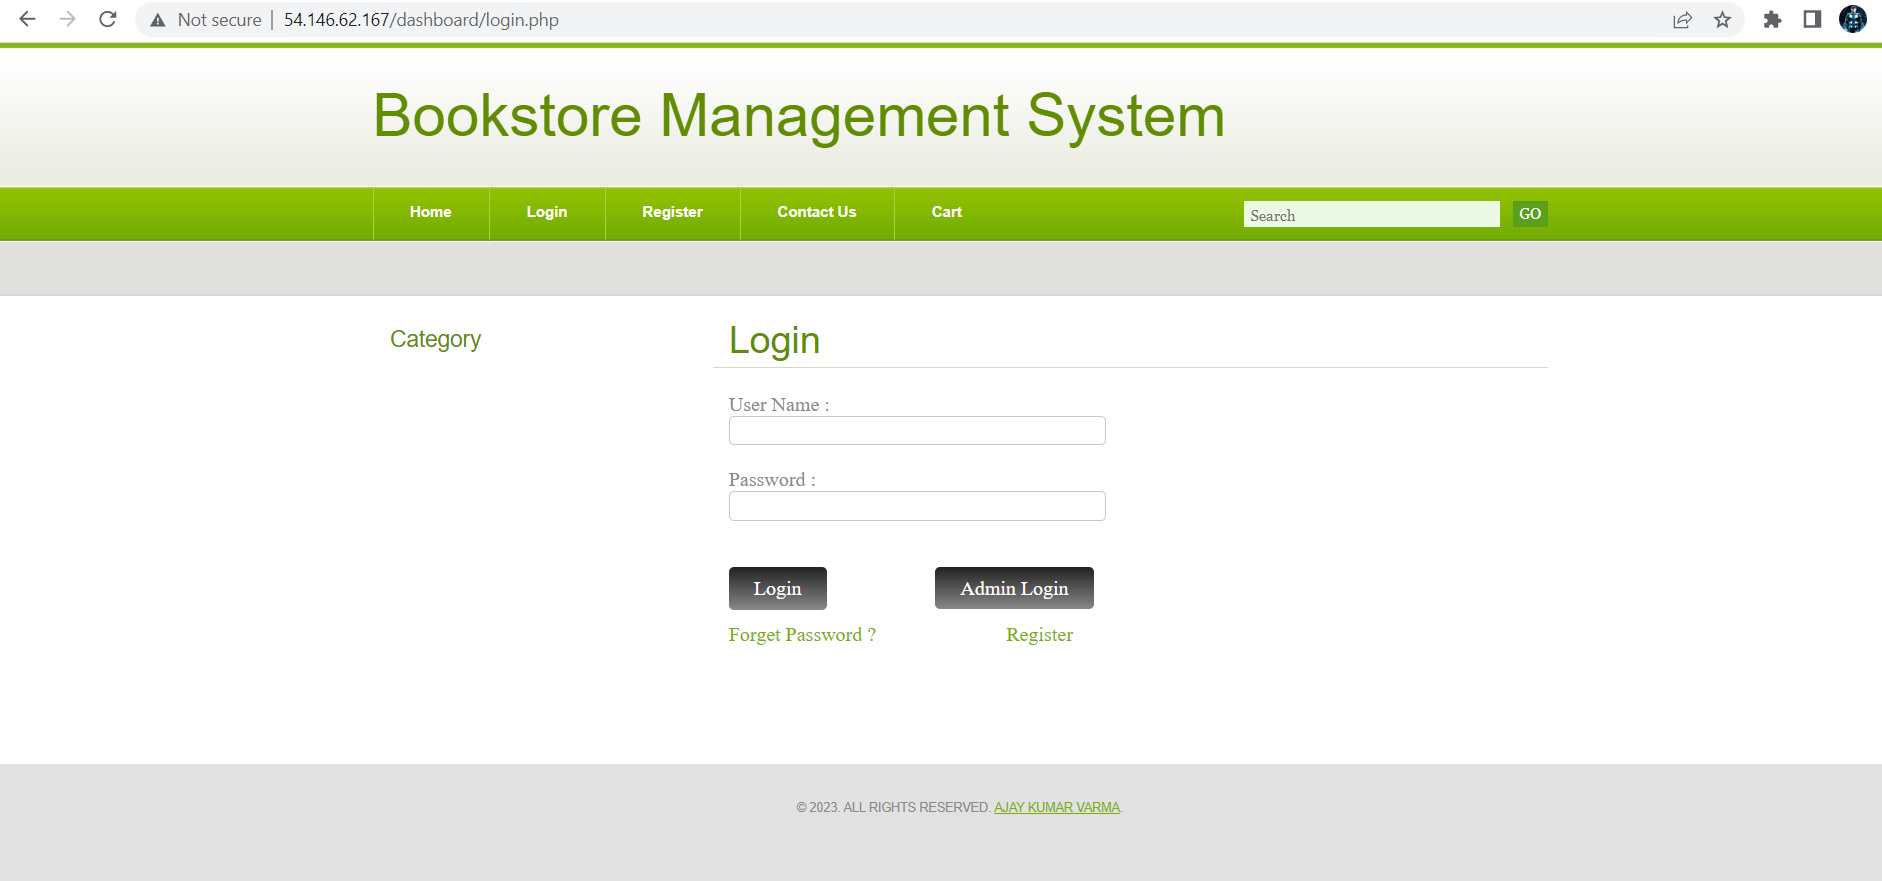 Not secure | 54.146.62.167/dashboard/login.php
Bookstore Management System
Home Login Register Contact Us Cart Search GO
Category
Login
User Name :
Password :
Login Admin Login
Forget Password ? Register
© 2023. ALL RIGHTS RESERVED. AJAY KUMAR VARMA.